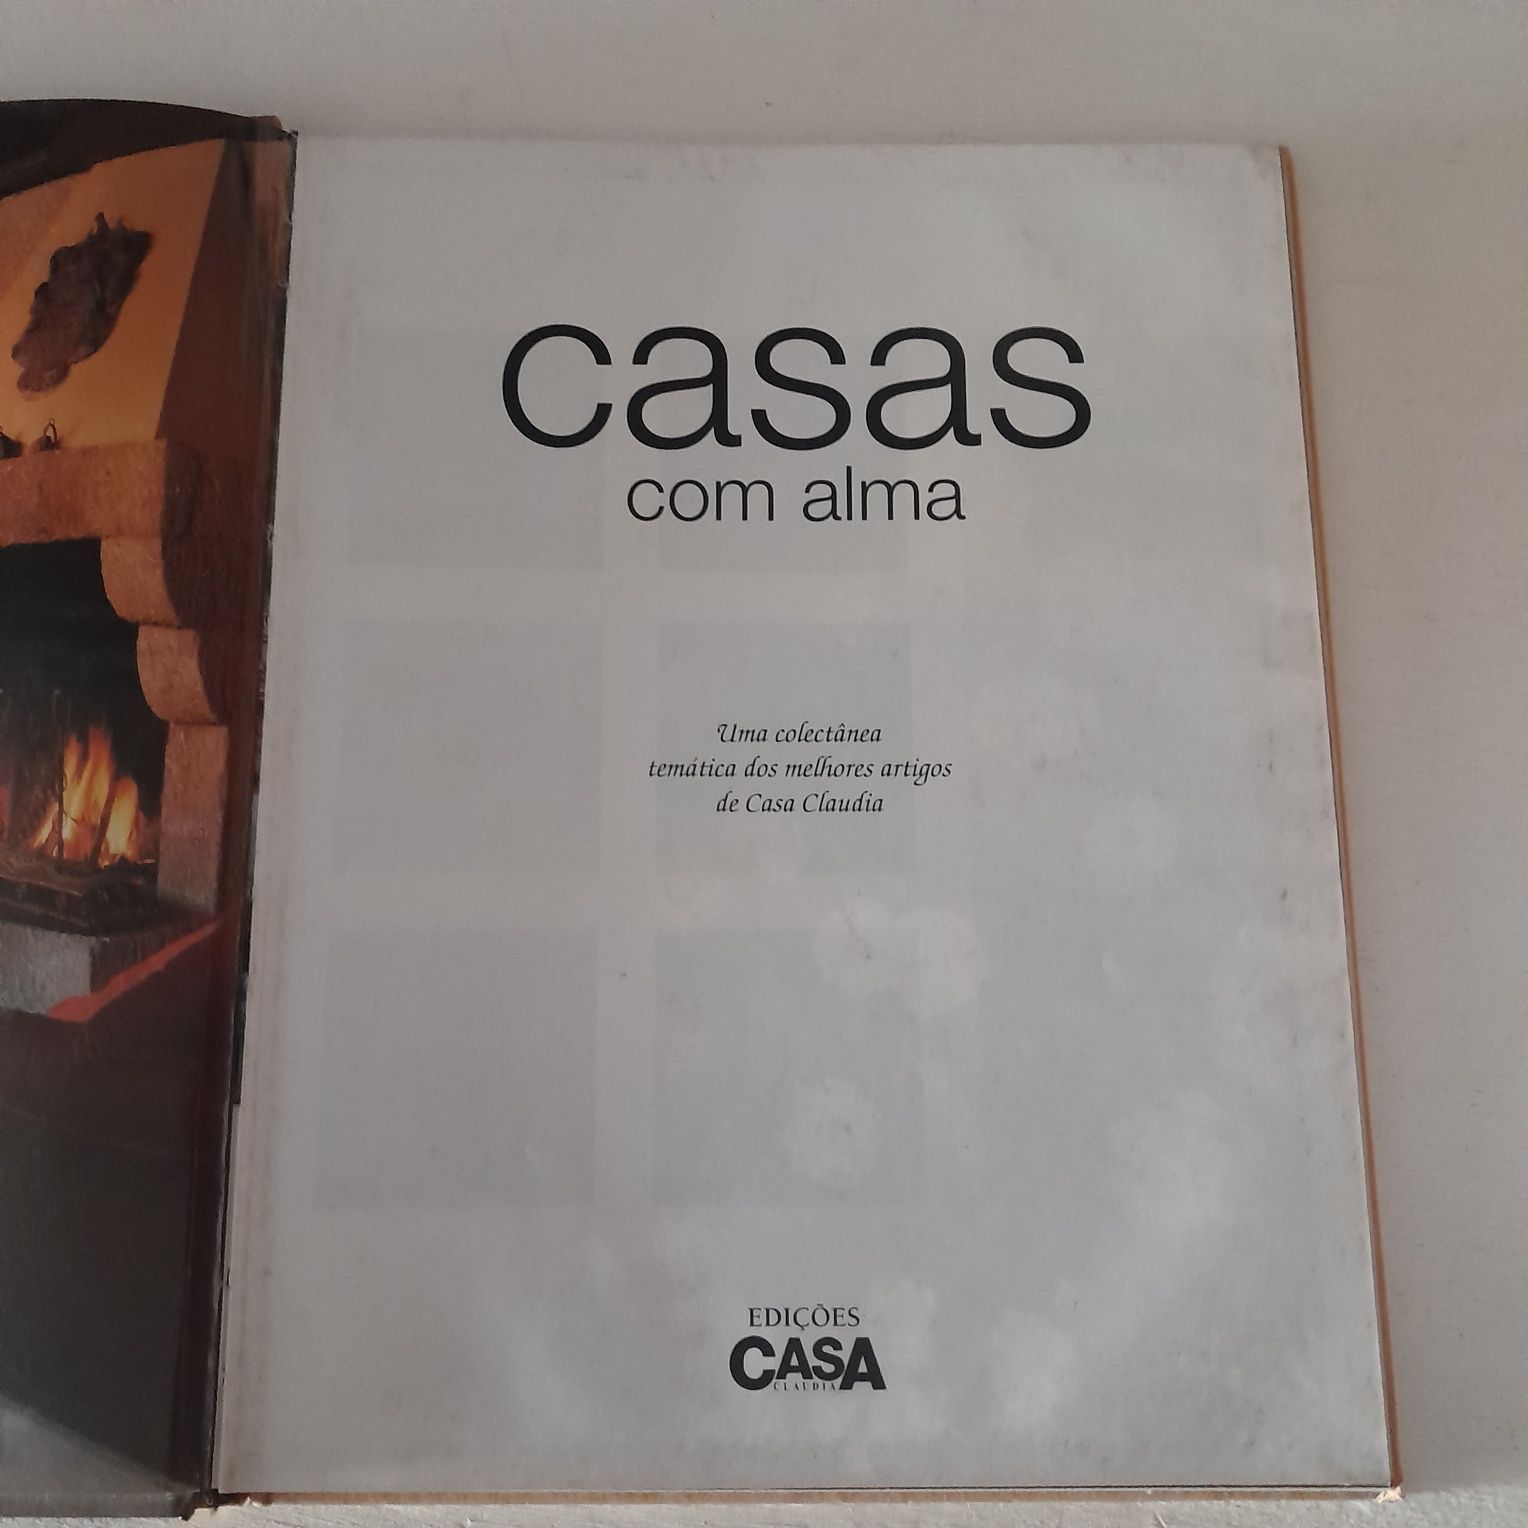 casas
com alma
Uma colectânea
temática dos melhores artigos
de Casa Claudia
EDIÇÕES
CASA
CLAUDIA